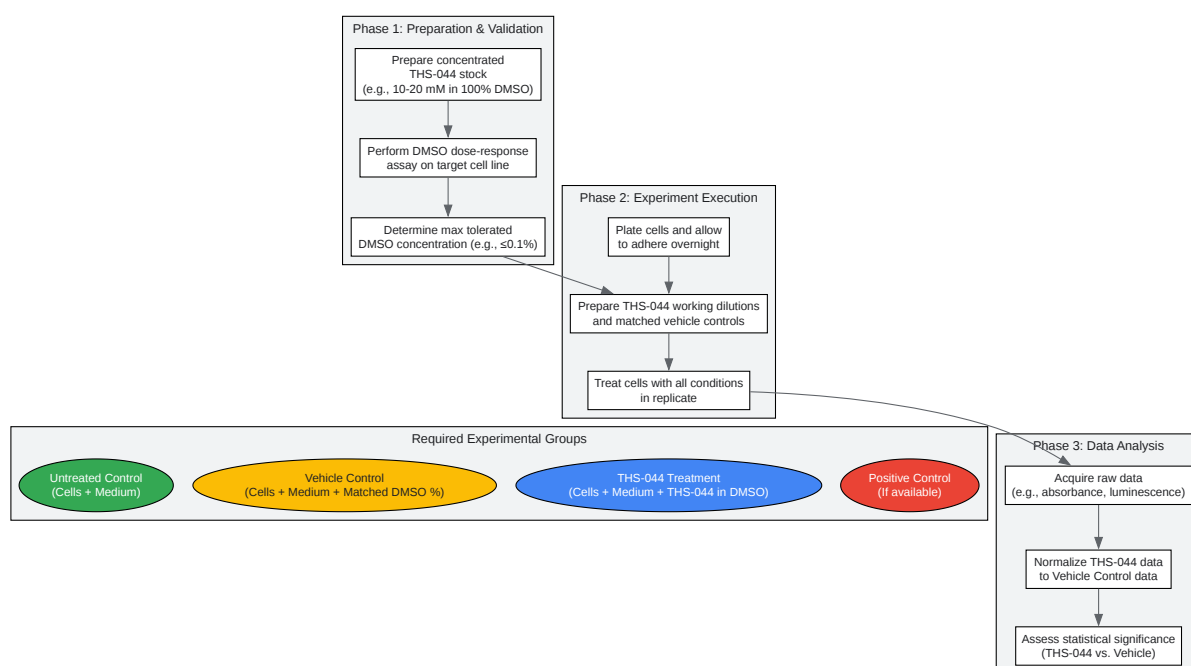 Phase 1: Preparation & Validation
Prepare concentrated
THS-044 stock
(e.g., 10-20 mM in 100% DMSO)
Perform DMSO dose-response
assay on target cell line
Determine max tolerated
DMSO concentration (e.g., ≤0.1%)
Phase 2: Experiment Execution
Plate cells and allow
to adhere overnight
Prepare THS-044 working dilutions
and matched vehicle controls
Treat cells with all conditions
in replicate
Required Experimental Groups
Untreated Control
(Cells + Medium)
Vehicle Control
(Cells + Medium + Matched DMSO %)
THS-044 Treatment
(Cells + Medium + THS-044 in DMSO)
Positive Control
(If available)
Phase 3: Data Analysis
Acquire raw data
(e.g., absorbance, luminescence)
Normalize THS-044 data
to Vehicle Control data
Assess statistical significance
(THS-044 vs. Vehicle)